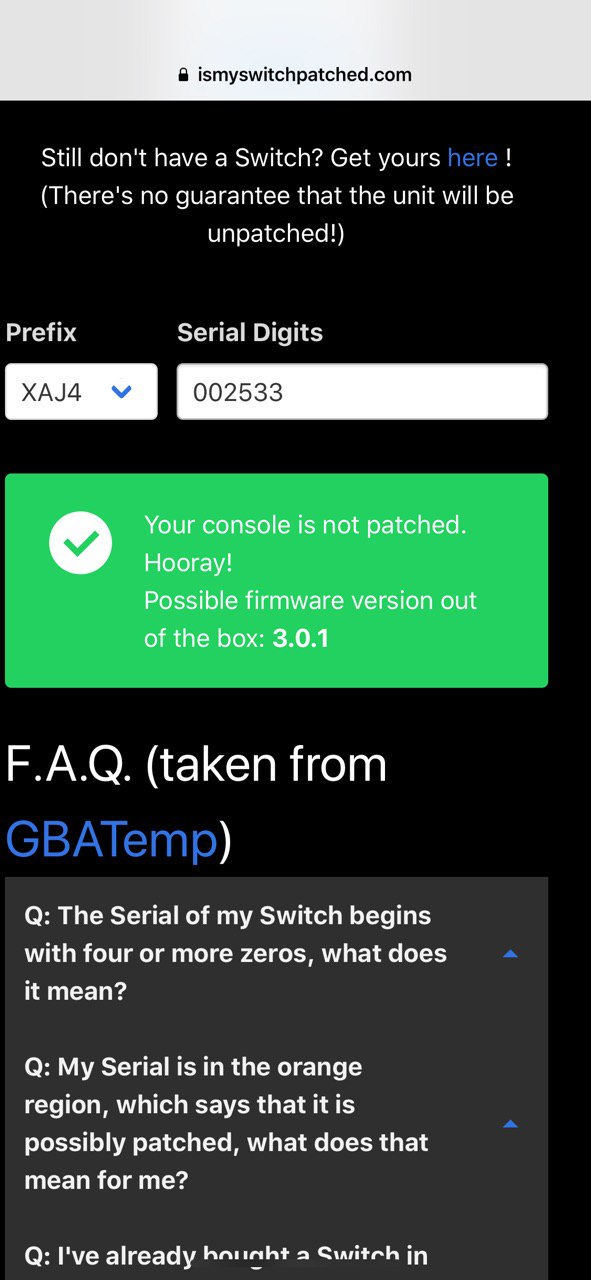 ismyswitchpatched.com
Still don't have a Switch? Get yours here !
(There's no guarantee that the unit will be
unpatched!)
Prefix
Serial Digits
XAJ4
002533
Your console is not patched.
Hooray!
Possible firmware version out
of the box: 3.0.1
F.A.Q. (taken from
GBATemp)
Q: The Serial of my Switch begins
with four or more zeros, what does
it mean?
Q: My Serial is in the orange
region, which says that it is
possibly patched, what does that
mean for me?
Q: I've already bought a Switch in